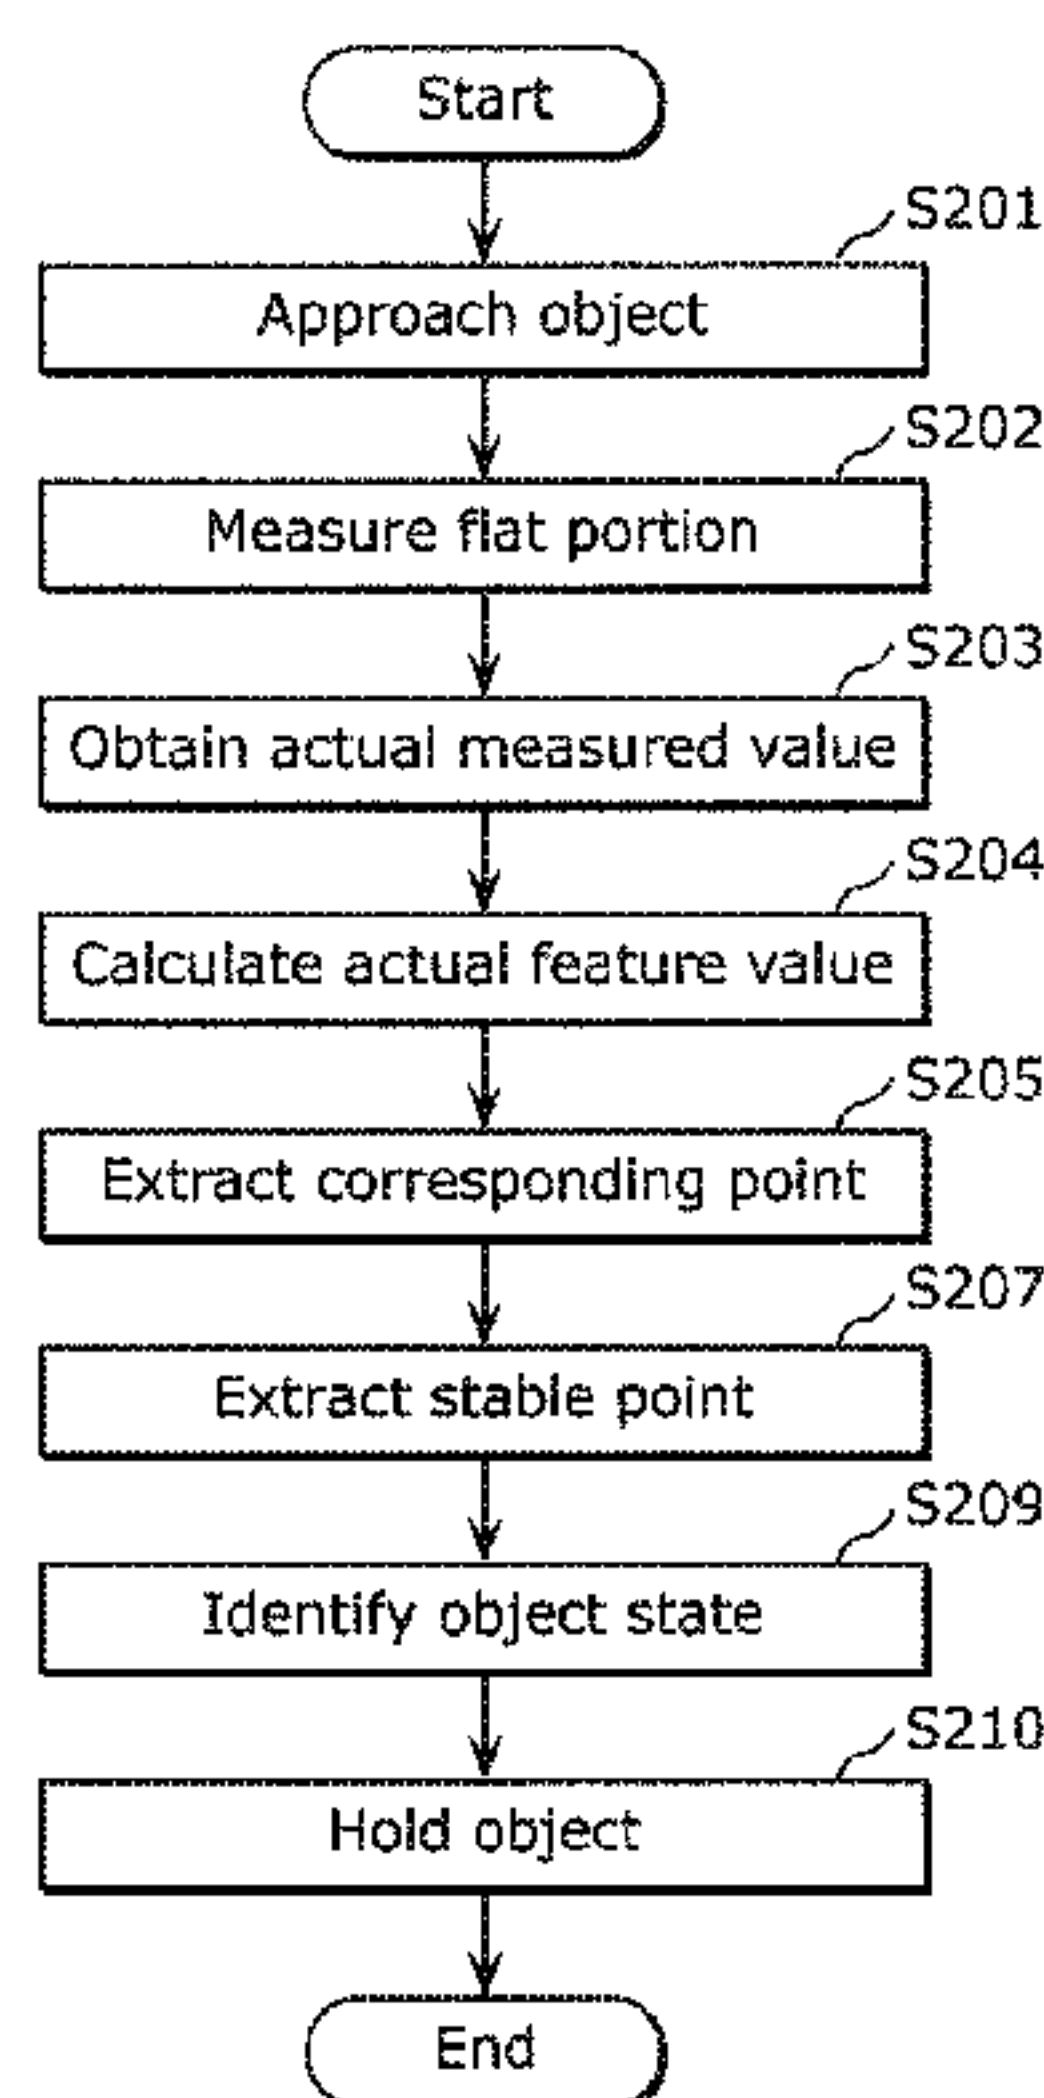 Start
S201
Approach object
S202
Measure flat portion
S203
Obtain actual measured value
S204
Calculate actual feature value
S205
Extract corresponding point
S207
Extract stable point
S209
Identify object state
S210
Hold object
End